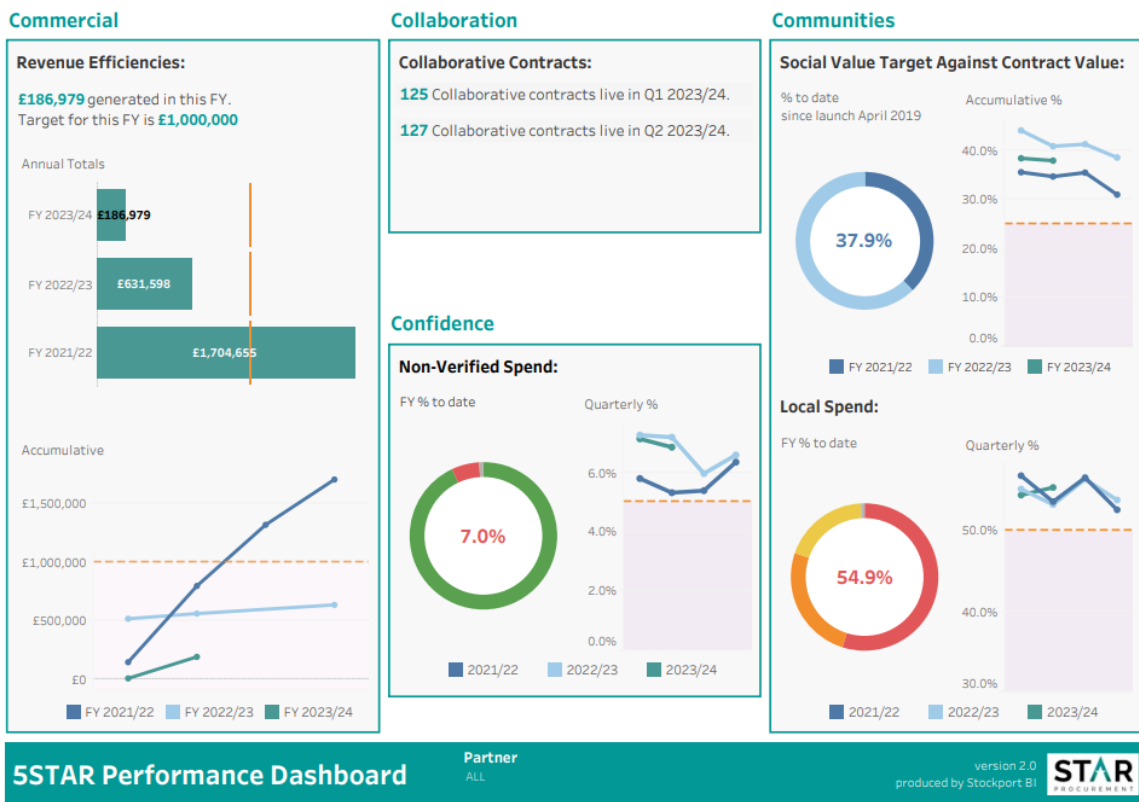 Commercial
Revenue Efficiencies:
£186,979 generated in this FY.
Target for this FY is £1,000,000
Annual Totals
FY 2023/24
£186,979
FY 2022/23
£631,598
FY 2021/22
£1,704,655
Accumulative
£1,500,000
£1,000,000
£500,000
£0
FY 2021/22
FY 2022/23
FY 2023/24
Collaboration
Collaborative Contracts:
125 Collaborative contracts live in Q1 2023/24.
127 Collaborative contracts live in Q2 2023/24.
Confidence
Non-Verified Spend:
FY % to date
Quarterly %
7.0%
6.0%
4.0%
2.0%
0.0%
2021/22
2022/23
2023/24
Communities
Social Value Target Against Contract Value:
% to date
since launch April 2019
Accumulative %
37.9%
40.0%
30.0%
20.0%
10.0%
0.0%
FY 2021/22
FY 2022/23
FY 2023/24
Local Spend:
FY % to date
Quarterly %
54.9%
50.0%
40.0%
30.0%
2021/22
2022/23
2023/24
5STAR Performance Dashboard
Partner
ALL
version 2.0
produced by Stockport BI
STAR
PROCUREMENT